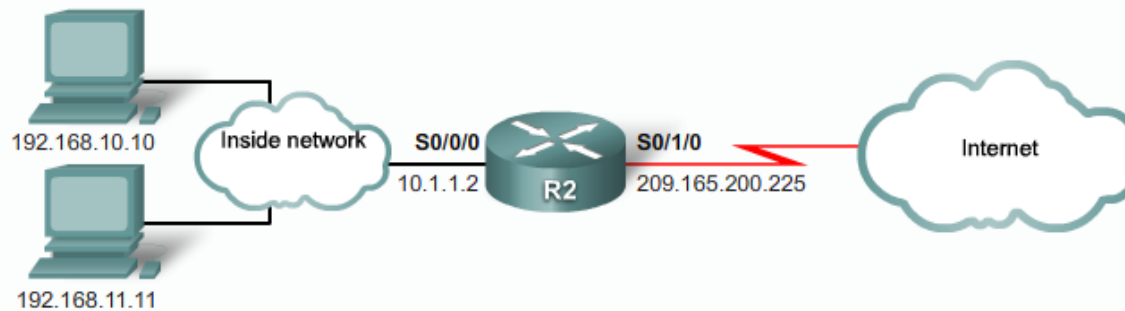 192.168.10.10
192.168.11.11
Inside network
S0/0/0
10.1.1.2
R2
S0/1/0
209.165.200.225
Internet